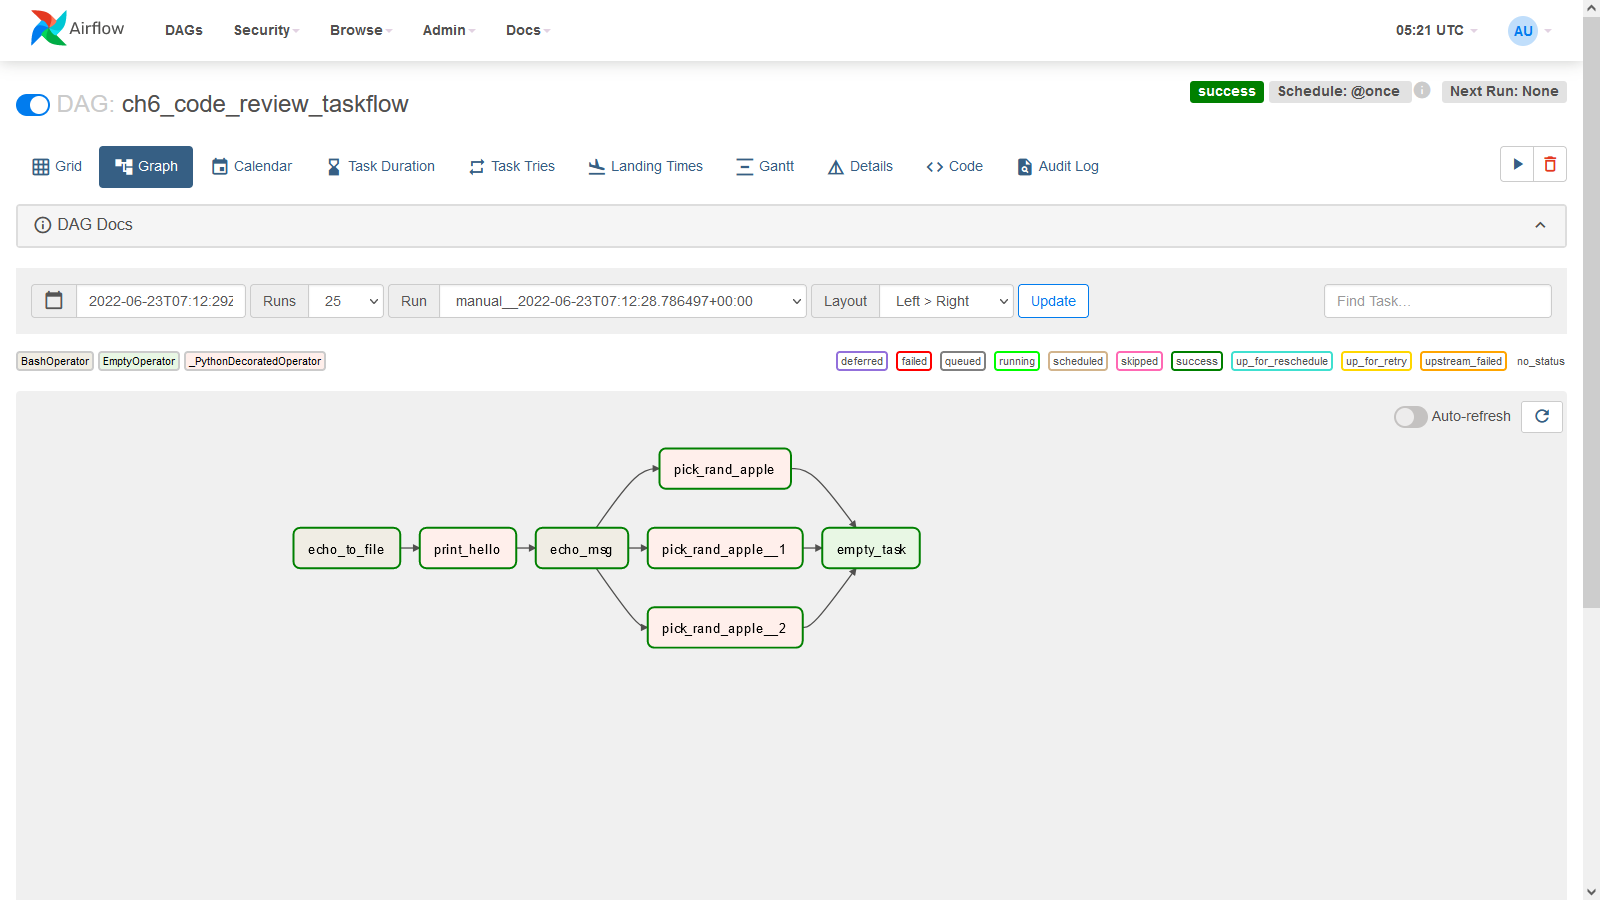 Airflow DAGs Security Browse Admin Docs 05:21 UTC AU
DAG: ch6_code_review_taskflow success Schedule: @once Next Run: None
Grid Graph Calendar Task Duration Task Tries Landing Times Gantt Details Code Audit Log
DAG Docs
2022-06-23T07:12:29Z Runs 25 Run manual__2022-06-23T07:12:28.786497+00:00 Layout Left > Right Update Find Task...
BashOperator EmptyOperator _PythonDecoratedOperator deferred failed queued running scheduled skipped success up_for_reschedule up_for_retry upstream_failed no_status
Auto-refresh
pick_rand_apple
echo_to_file print_hello echo_msg pick_rand_apple__1 empty_task
pick_rand_apple__2